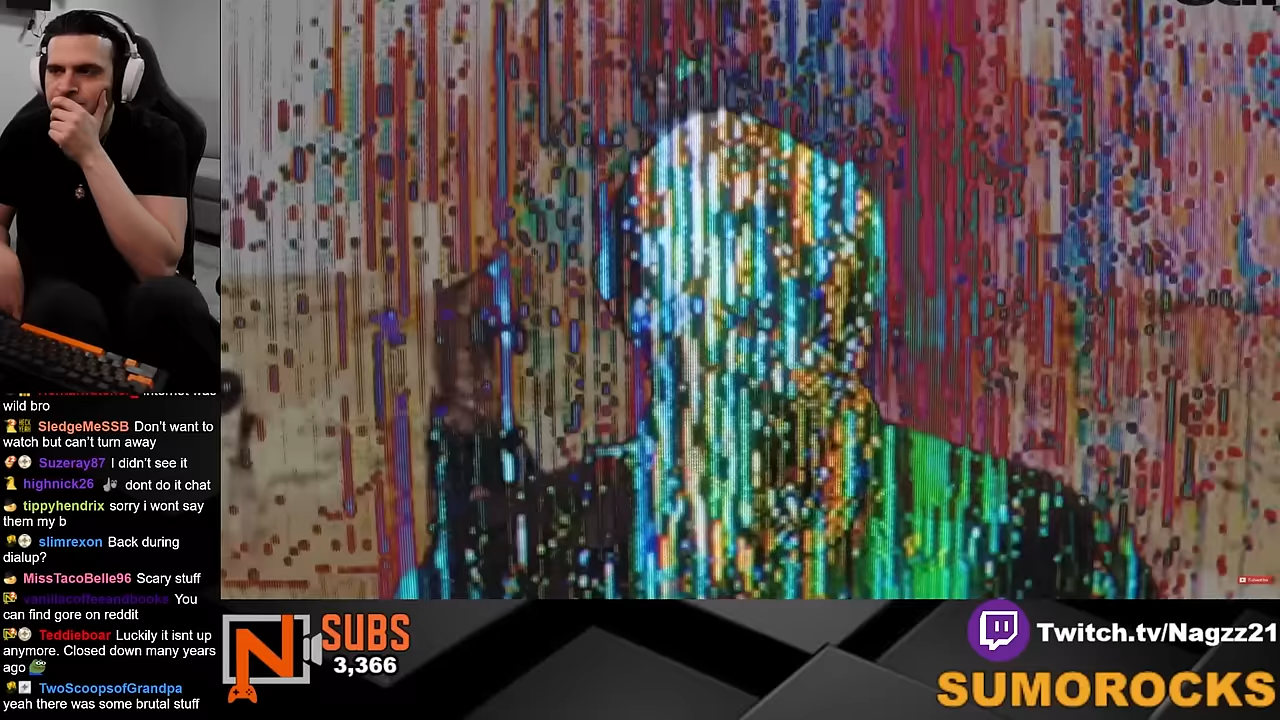 wild bro
SledgeMeSSB Don't want to
watch but can't turn away
Suzeray87 I didn't see it
highnick26 dont do it chat
tippyhendrix sorry i wont say
them my b
slimrexon Back during
dialup?
MissTacoBelle96 Scary stuff
vanillacoffeeandbooks You
can find gore on reddit
Teddieboar Luckily it isnt up
anymore. Closed down many years
ago
TwoScoopsofGrandpa
yeah there was some brutal stuff
SUBS
3,366
Twitch.tv/Nagzz21
SUMOROCKS